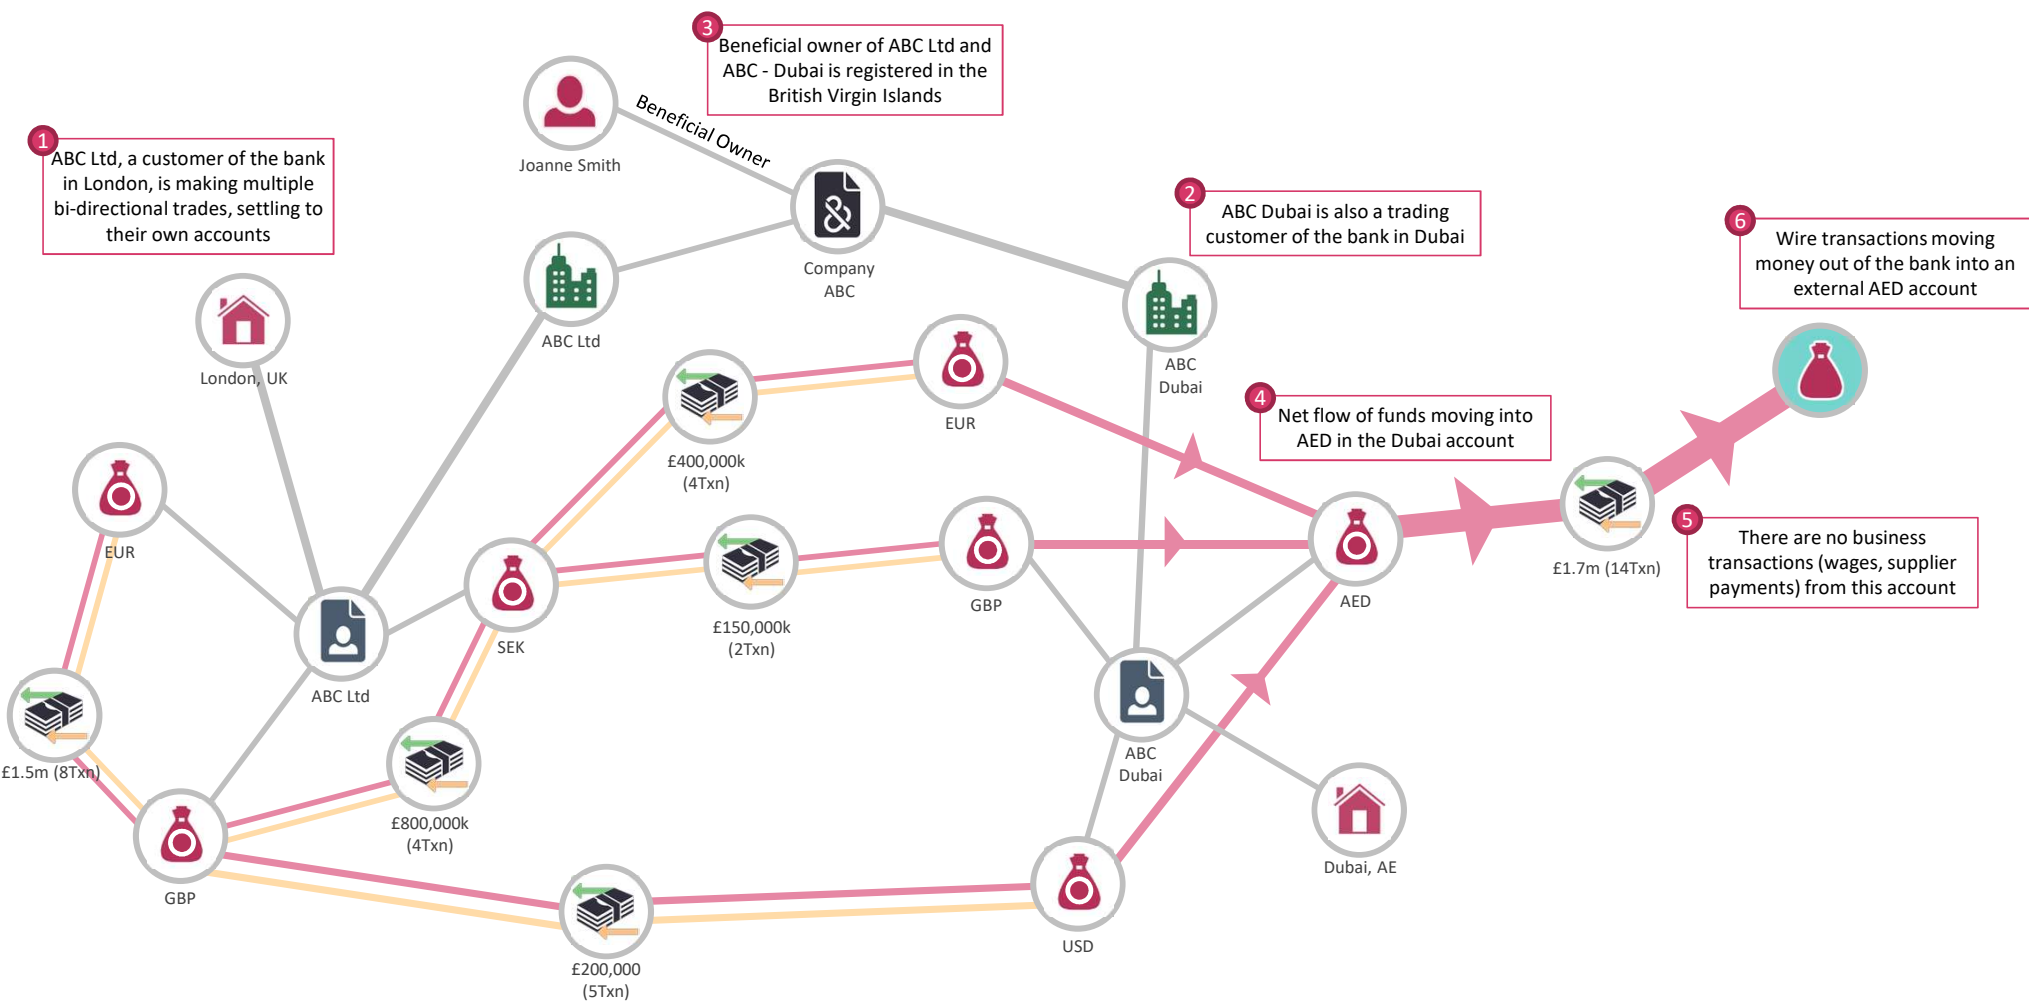 3
Beneficial owner of ABC Ltd and
ABC - Dubai is registered in the
British Virgin Islands
Beneficial Owner
Joanne Smith
1
ABC Ltd, a customer of the bank
in London, is making multiple
bi-directional trades, settling to
their own accounts
2
ABC Dubai is also a trading
customer of the bank in Dubai
6
Wire transactions moving
money out of the bank into an
external AED account
Company
ABC
ABC Ltd
London, UK
ABC
Dubai
EUR
4
Net flow of funds moving into
AED in the Dubai account
£400,000k
(4Txn)
EUR
5
There are no business
transactions (wages, supplier
payments) from this account
£1.7m (14Txn)
AED
GBP
£150,000k
(2Txn)
SEK
ABC Ltd
ABC
Dubai
£1.5m (8Txn)
£800,000k
(4Txn)
Dubai, AE
GBP
USD
£200,000
(5Txn)